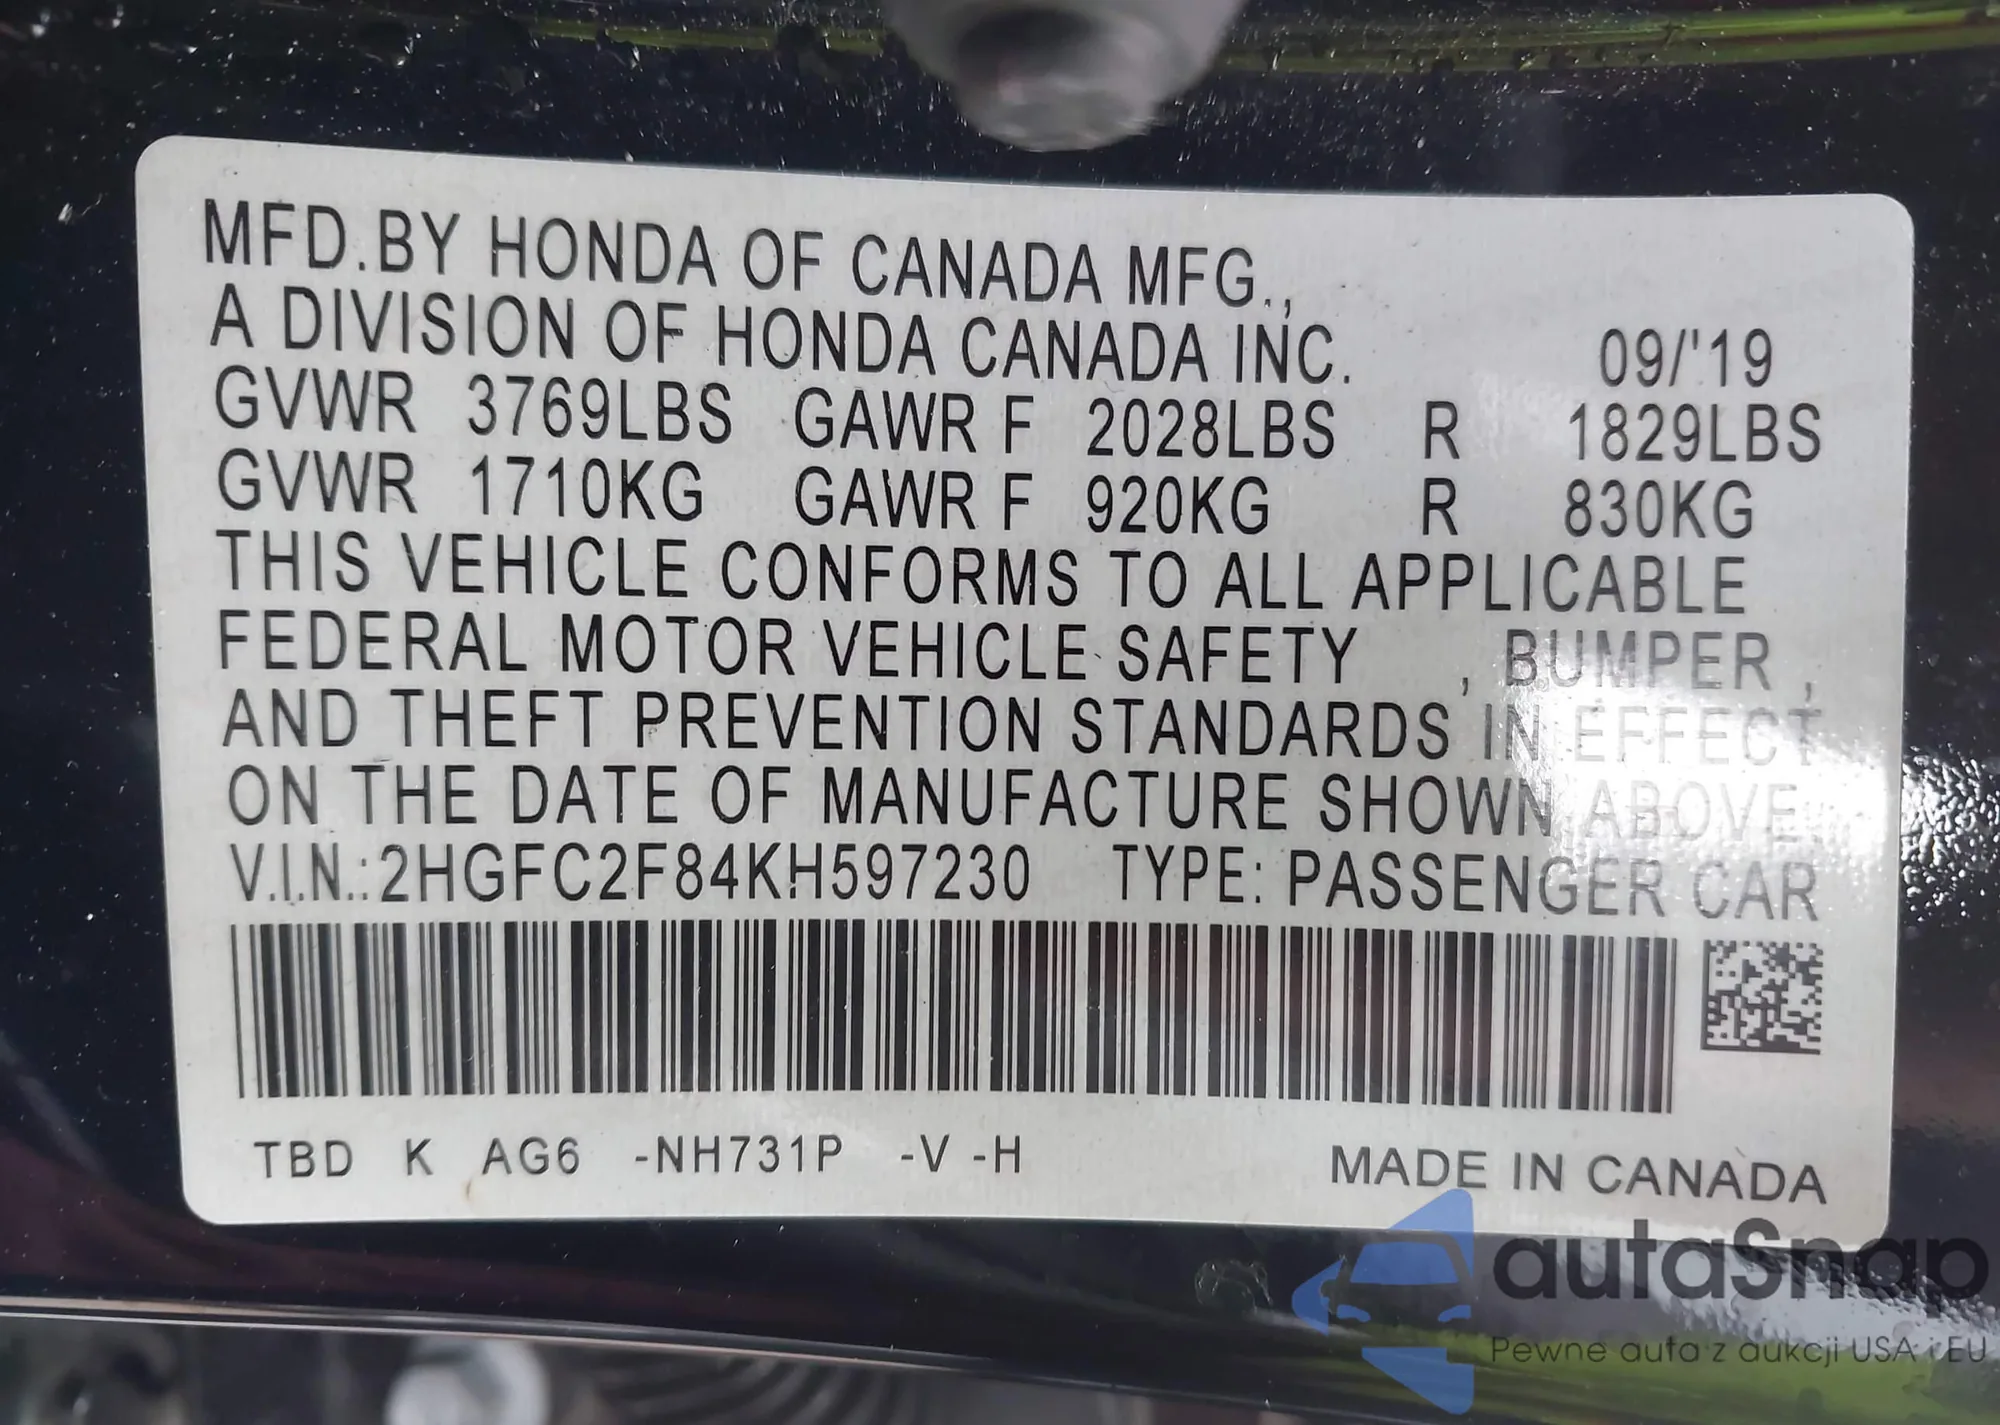 MFD.BY HONDA OF CANADA MFG.,
A DIVISION OF HONDA CANADA INC. 09/'19
GVWR 3769LBS GAWR F 2028LBS R 1829LBS
GVWR 1710KG GAWR F 920KG R 830KG
THIS VEHICLE CONFORMS TO ALL APPLICABLE
FEDERAL MOTOR VEHICLE SAFETY , BUMPER ,
AND THEFT PREVENTION STANDARDS IN EFFECT
ON THE DATE OF MANUFACTURE SHOWN ABOVE.
V.I.N.:2HGFC2F84KH597230 TYPE: PASSENGER CAR
TBD K AG6 -NH731P -V -H
MADE IN CANADA
autaSnap
Pewne auta z aukcji USA i EU